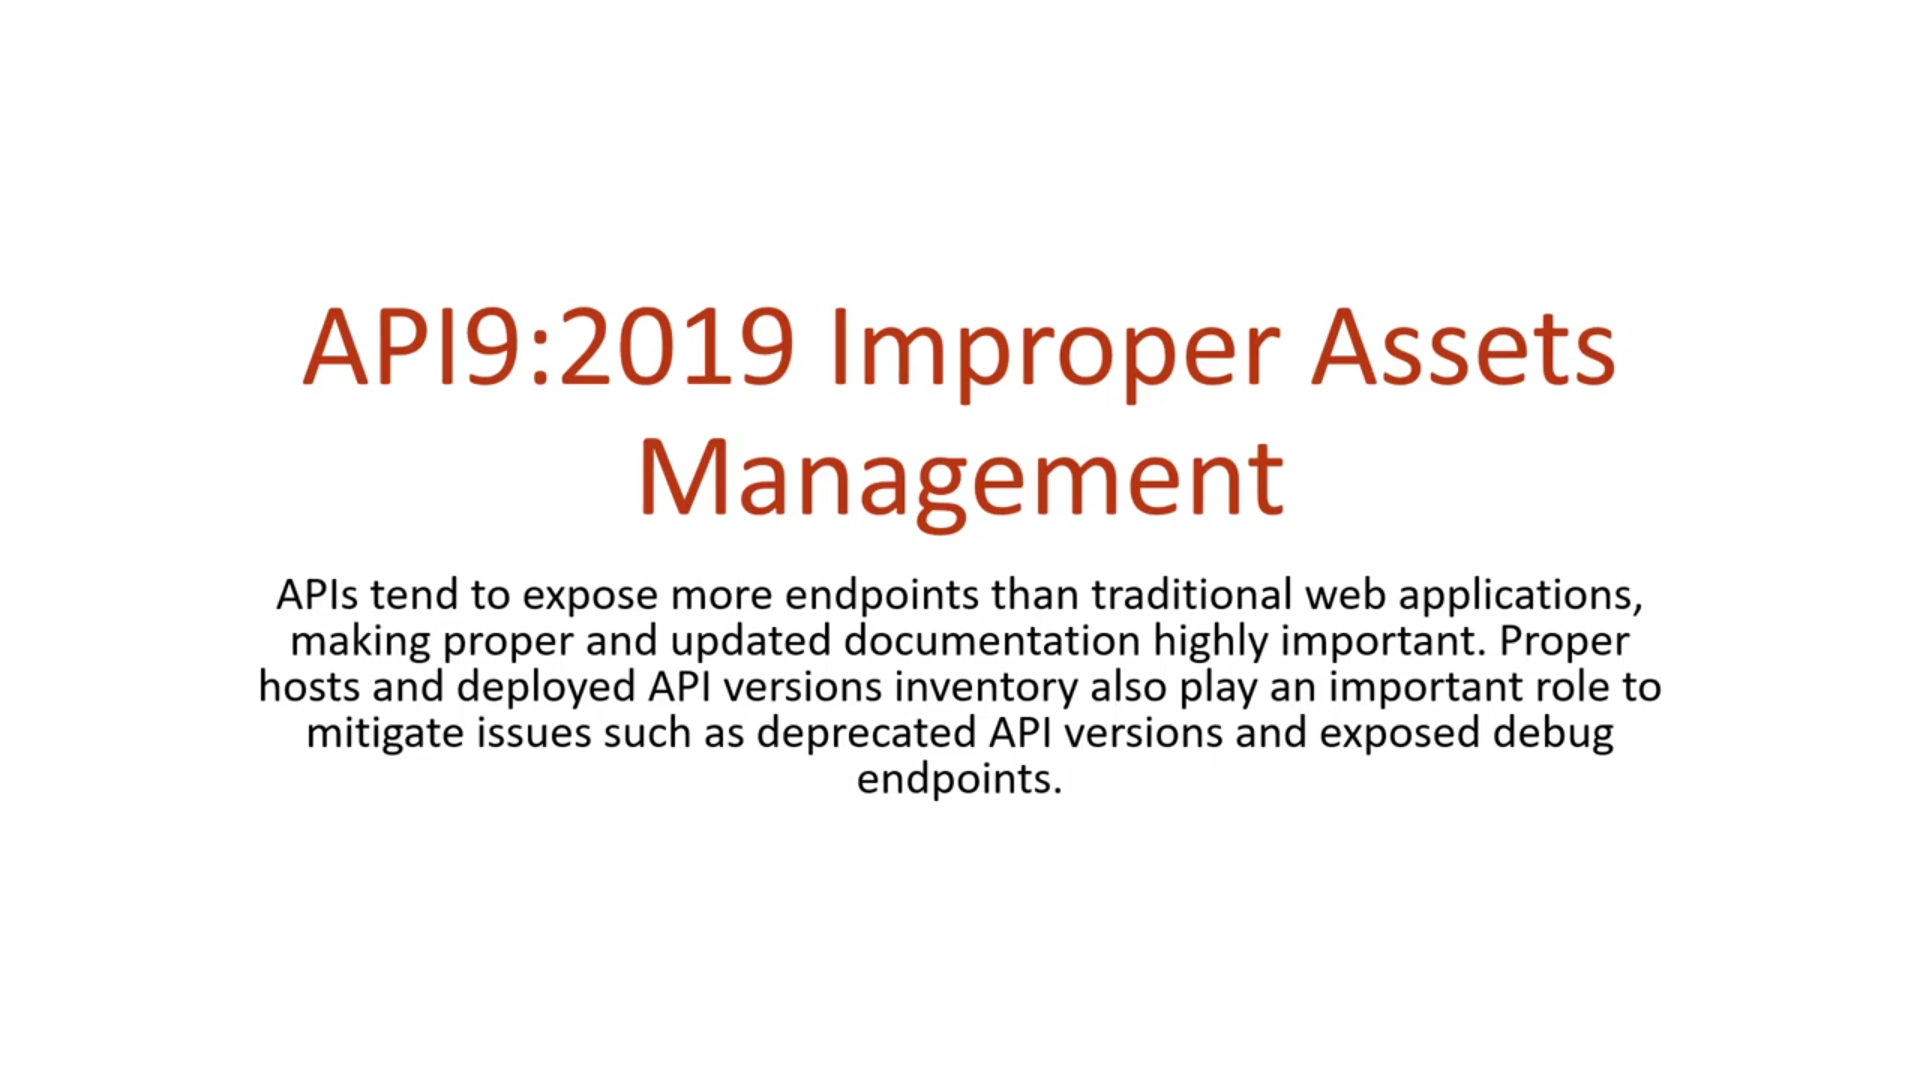 API9:2019 Improper Assets
Management
APIs tend to expose more endpoints than traditional web applications,
making proper and updated documentation highly important. Proper
hosts and deployed API versions inventory also play an important role to
mitigate issues such as deprecated API versions and exposed debug
endpoints.